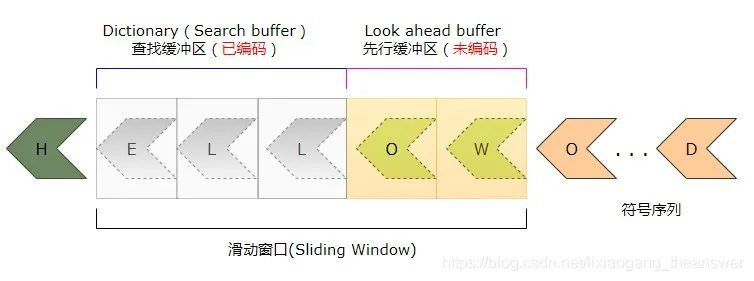 Dictionary ( Search buffer )
查找缓冲区 ( 已编码 )
Look ahead buffer
先行缓冲区 ( 未编码 )
H
E
L
L
O
W
O
. . .
D
符号序列
滑动窗口(Sliding Window)
https://blog.csdn.net/lixiaogang_theanswer